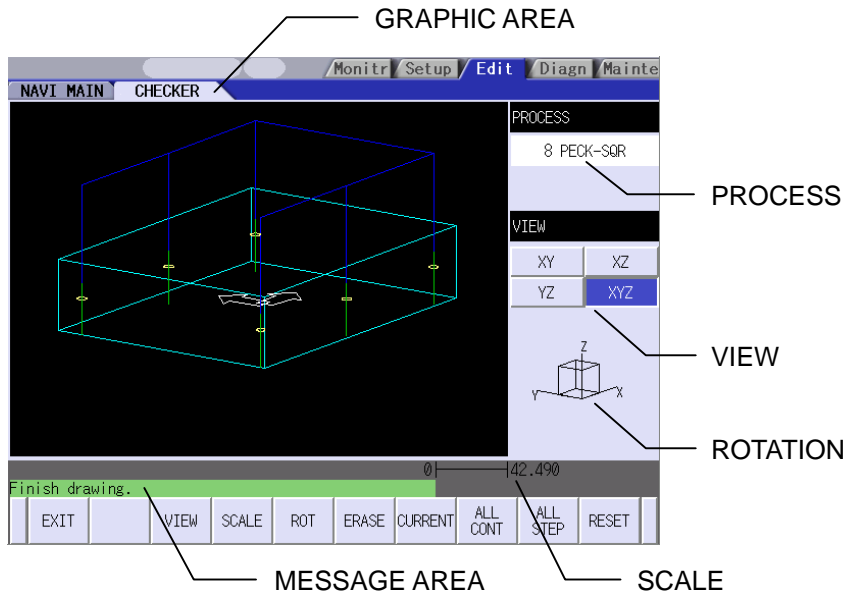 GRAPHIC AREA
Monitr Setup Edit Diagn Mainte
NAVI MAIN CHECKER
PROCESS
8 PECK-SQR
PROCESS
VIEW
XY XZ
YZ XYZ
VIEW
Z
Y X
ROTATION
0 42.490
Finish drawing.
EXIT VIEW SCALE ROT ERASE CURRENT ALL CONT ALL STEP RESET
MESSAGE AREA SCALE